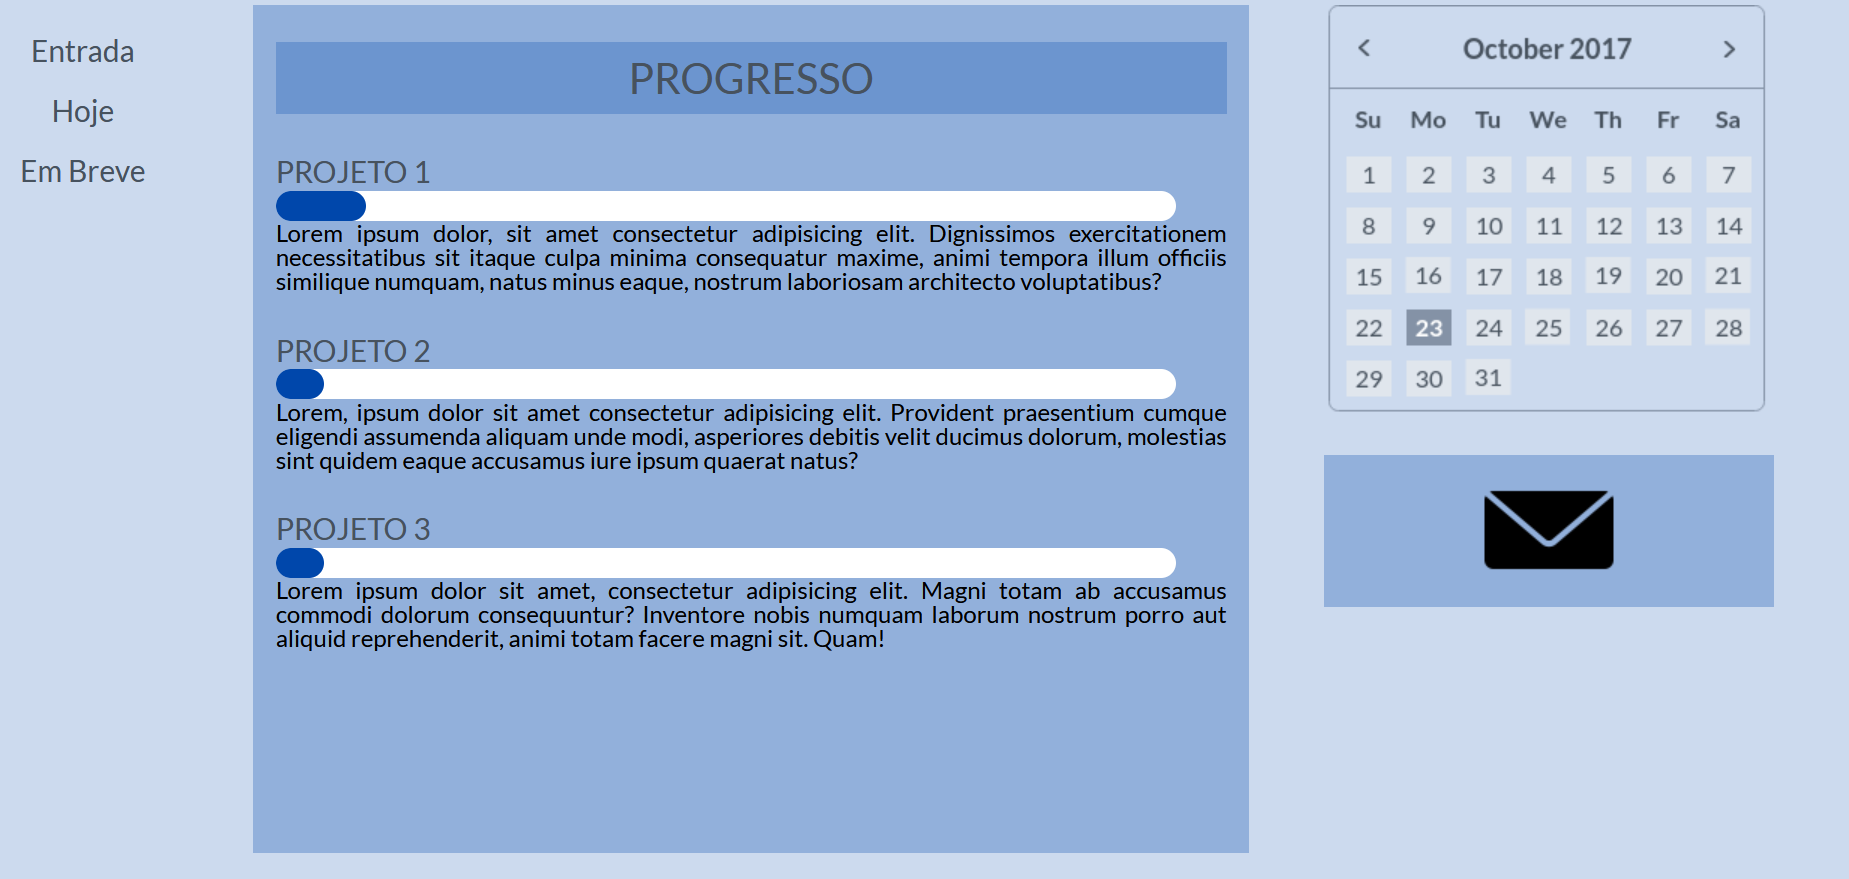 Entrada
Hoje
Em Breve
PROGRESSO
PROJETO 1
Lorem ipsum dolor, sit amet consectetur adipisicing elit. Dignissimos exercitationem
necessitatibus sit itaque culpa minima consequatur maxime, animi tempora illum officiis
similique numquam, natus minus eaque, nostrum laboriosam architecto voluptatibus?
PROJETO 2
Lorem, ipsum dolor sit amet consectetur adipisicing elit. Provident praesentium cumque
eligendi assumenda aliquam unde modi, asperiores debitis velit ducimus dolorum, molestias
sint quidem eaque accusamus iure ipsum quaerat natus?
PROJETO 3
Lorem ipsum dolor sit amet, consectetur adipisicing elit. Magni totam ab accusamus
commodi dolorum consequuntur? Inventore nobis numquam laborum nostrum porro aut
aliquid reprehenderit, animi totam facere magni sit. Quam!
< October 2017 >
Su Mo Tu We Th Fr Sa
1 2 3 4 5 6 7
8 9 10 11 12 13 14
15 16 17 18 19 20 21
22 23 24 25 26 27 28
29 30 31